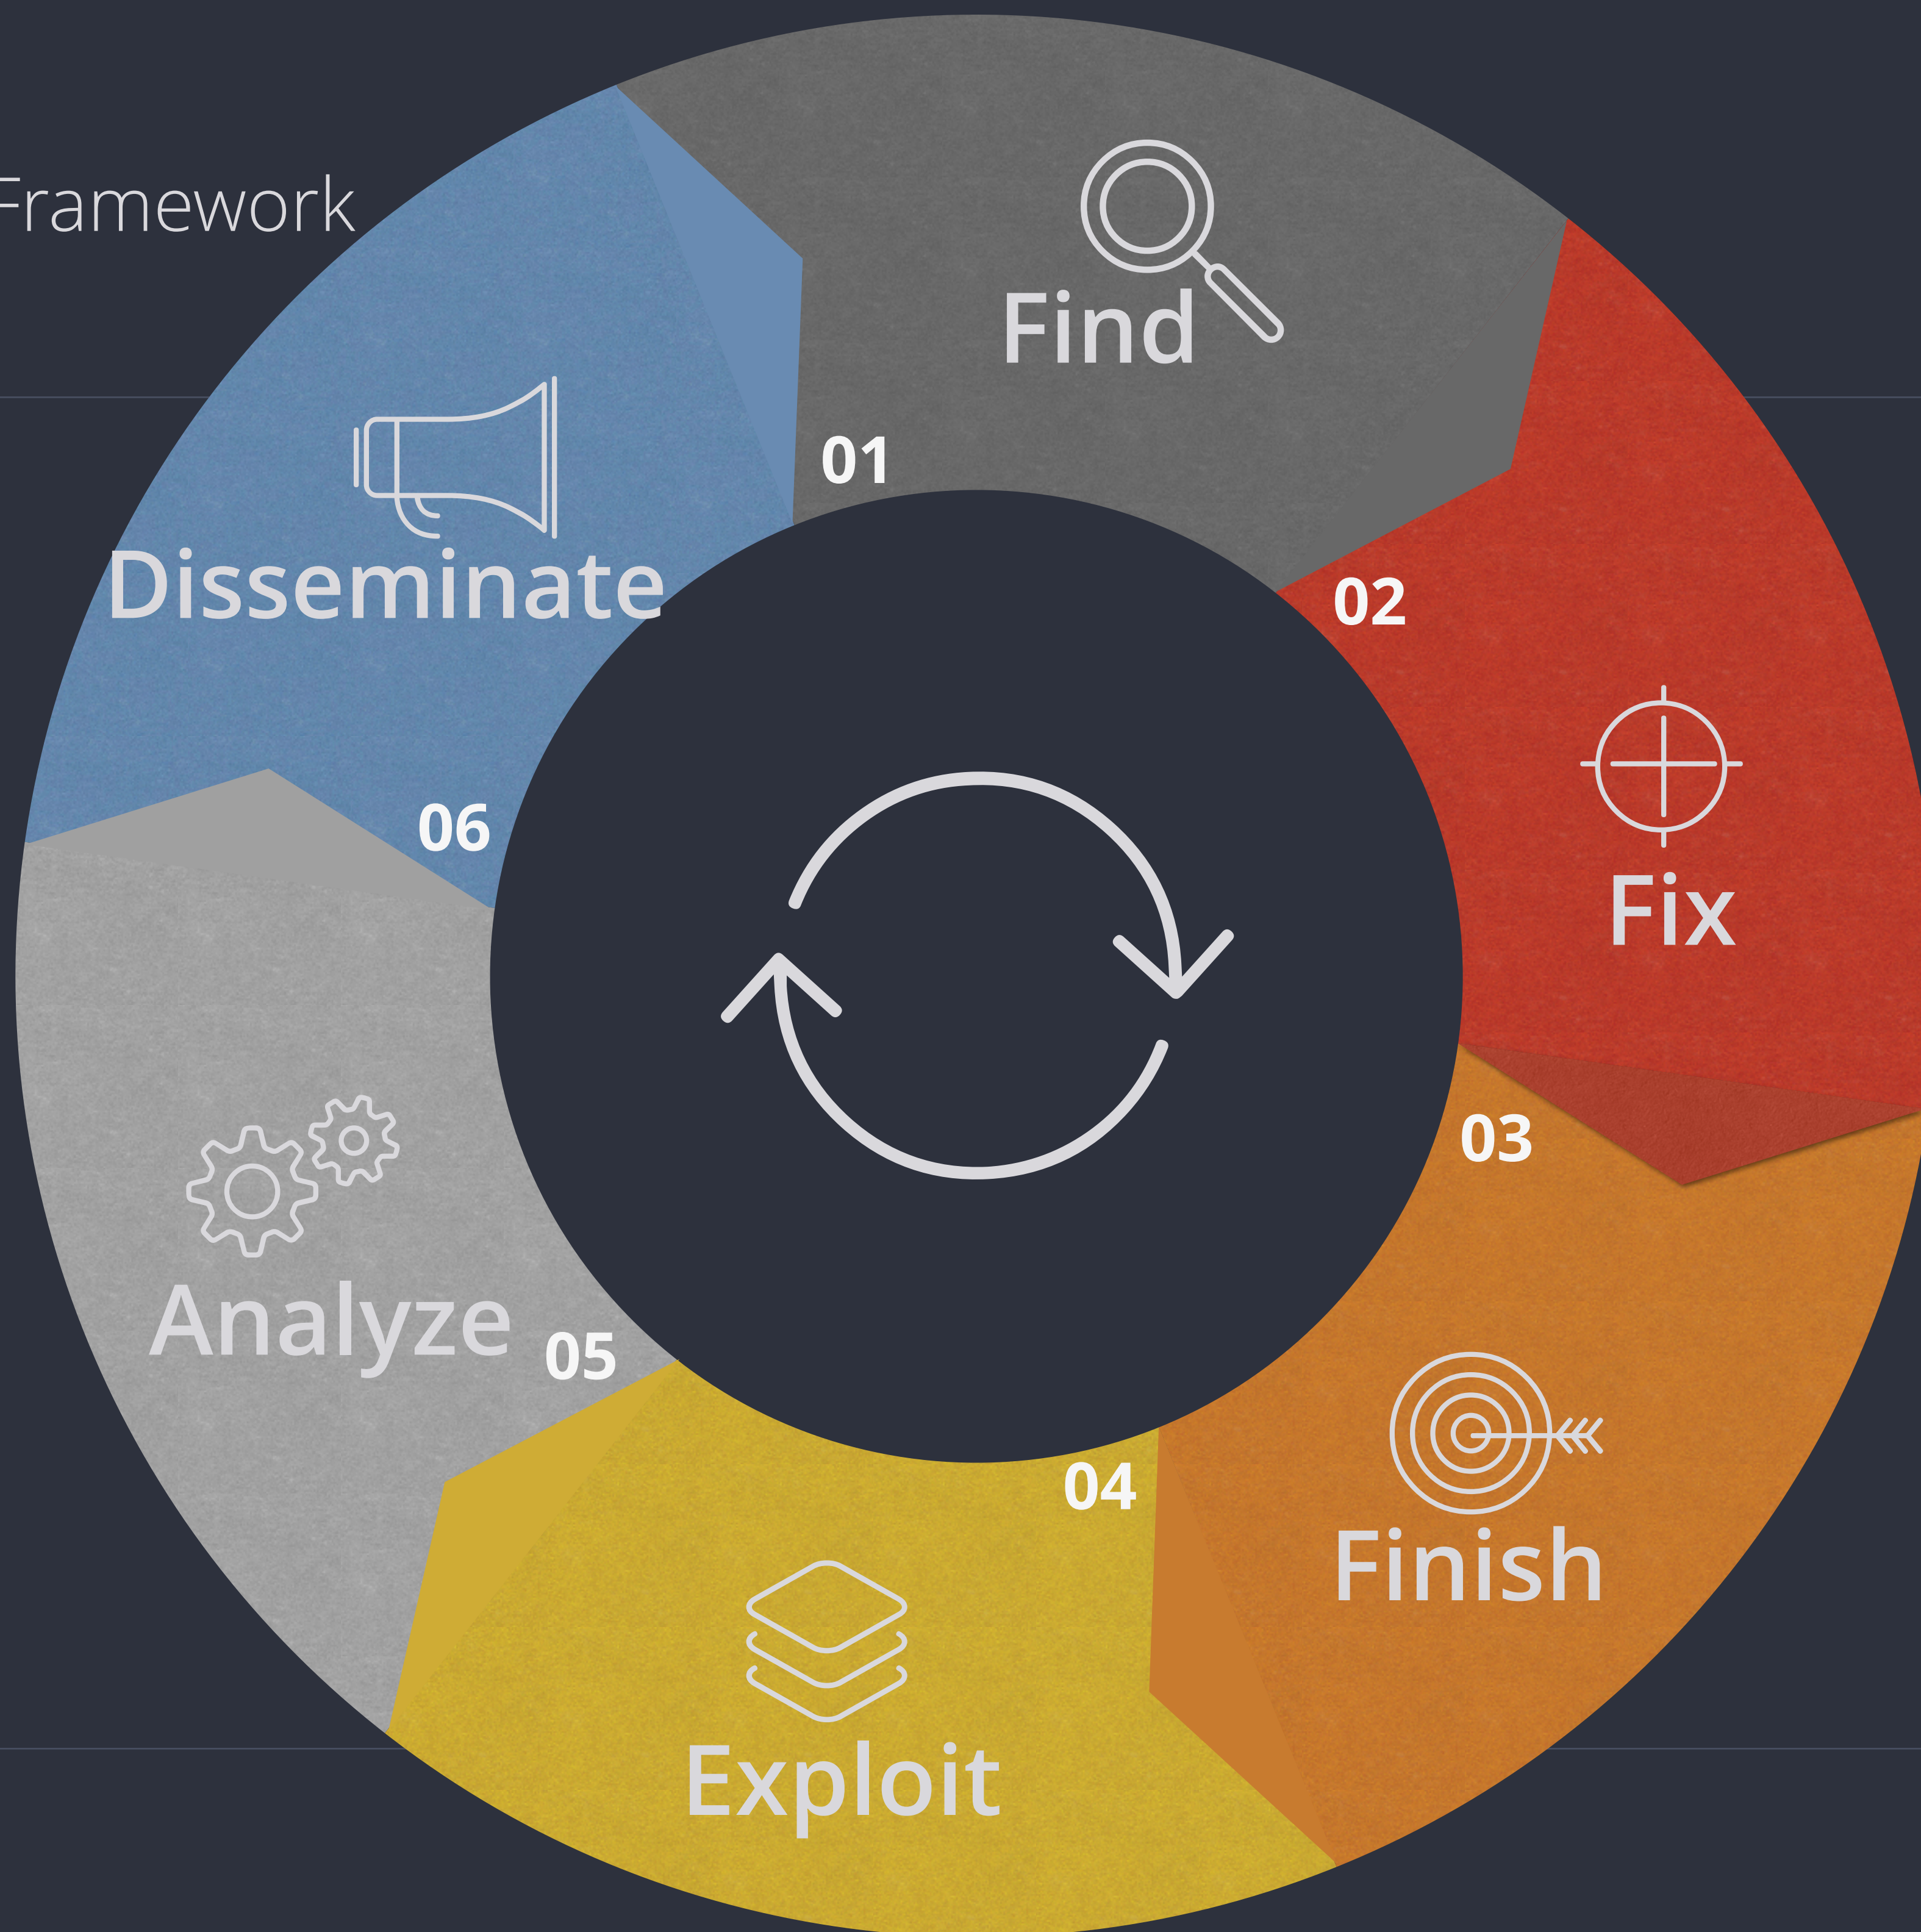 Framework
01
Find
02
Fix
03
Finish
04
Exploit
05
Analyze
06
Disseminate